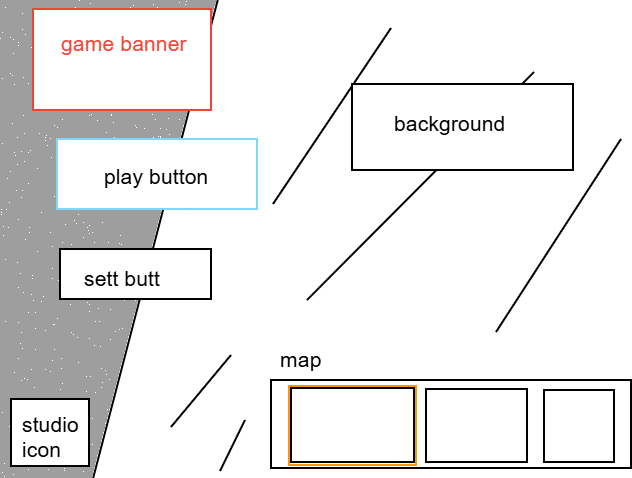 game banner
background
play button
sett butt
map
studio
icon